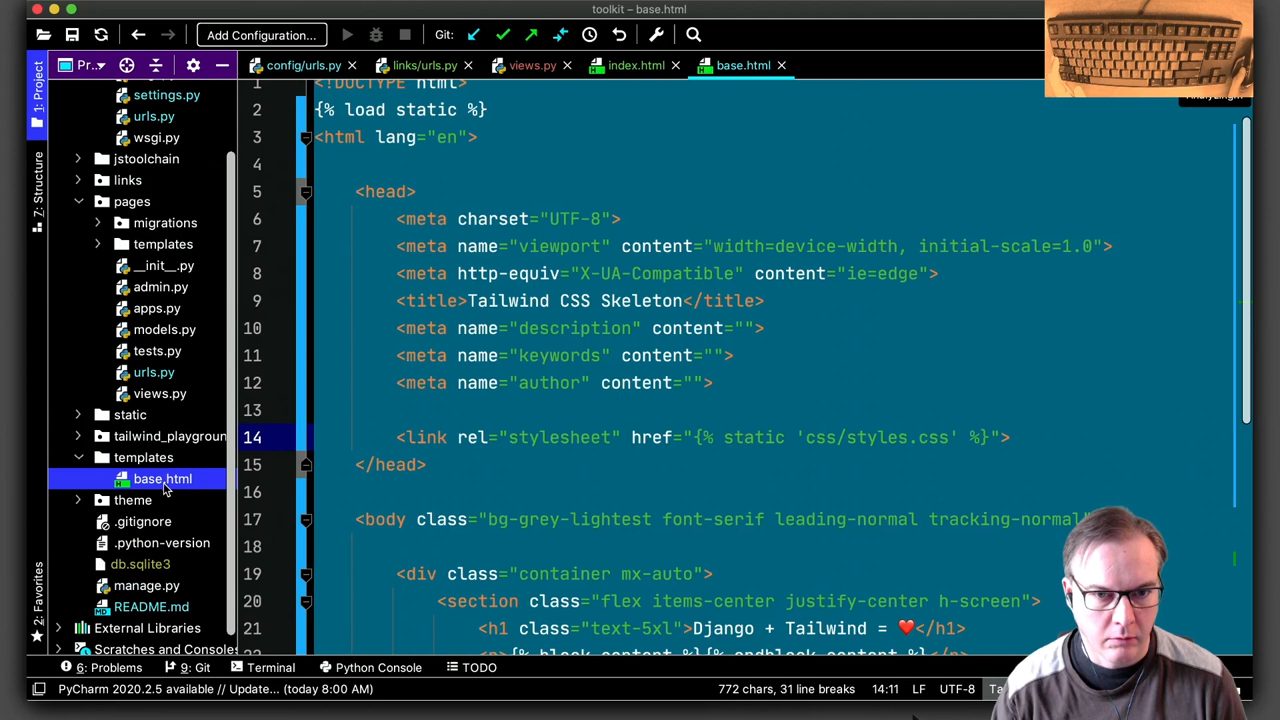 toolkit – base.html
Add Configuration...
Git:
1: Project
Pr...
config/urls.py
links/urls.py
views.py
index.html
base.html
settings.py
urls.py
wsgi.py
jstoolchain
links
pages
migrations
templates
__init__.py
admin.py
apps.py
models.py
tests.py
urls.py
views.py
static
tailwind_playgroun
templates
base.html
theme
.gitignore
.python-version
db.sqlite3
manage.py
README.md
External Libraries
Scratches and Consoles
Z: Structure
2: Favorites
1 <!DOCTYPE html>
2 {% load static %}
3 <html lang="en">
4
5 <head>
6 <meta charset="UTF-8">
7 <meta name="viewport" content="width=device-width, initial-scale=1.0">
8 <meta http-equiv="X-UA-Compatible" content="ie=edge">
9 <title>Tailwind CSS Skeleton</title>
10 <meta name="description" content="">
11 <meta name="keywords" content="">
12 <meta name="author" content="">
13
14 <link rel="stylesheet" href="{% static 'css/styles.css' %}">
15 </head>
16
17 <body class="bg-grey-lightest font-serif leading-normal tracking-normal"
18
19 <div class="container mx-auto">
20 <section class="flex items-center justify-center h-screen">
21 <h1 class="text-5xl">Django + Tailwind = ❤️</h1>
<p>{% block content %}{% endblock content %}</p>
6: Problems
9: Git
Terminal
Python Console
TODO
PyCharm 2020.2.5 available // Update... (today 8:00 AM)
772 chars, 31 line breaks
14:11
LF
UTF-8